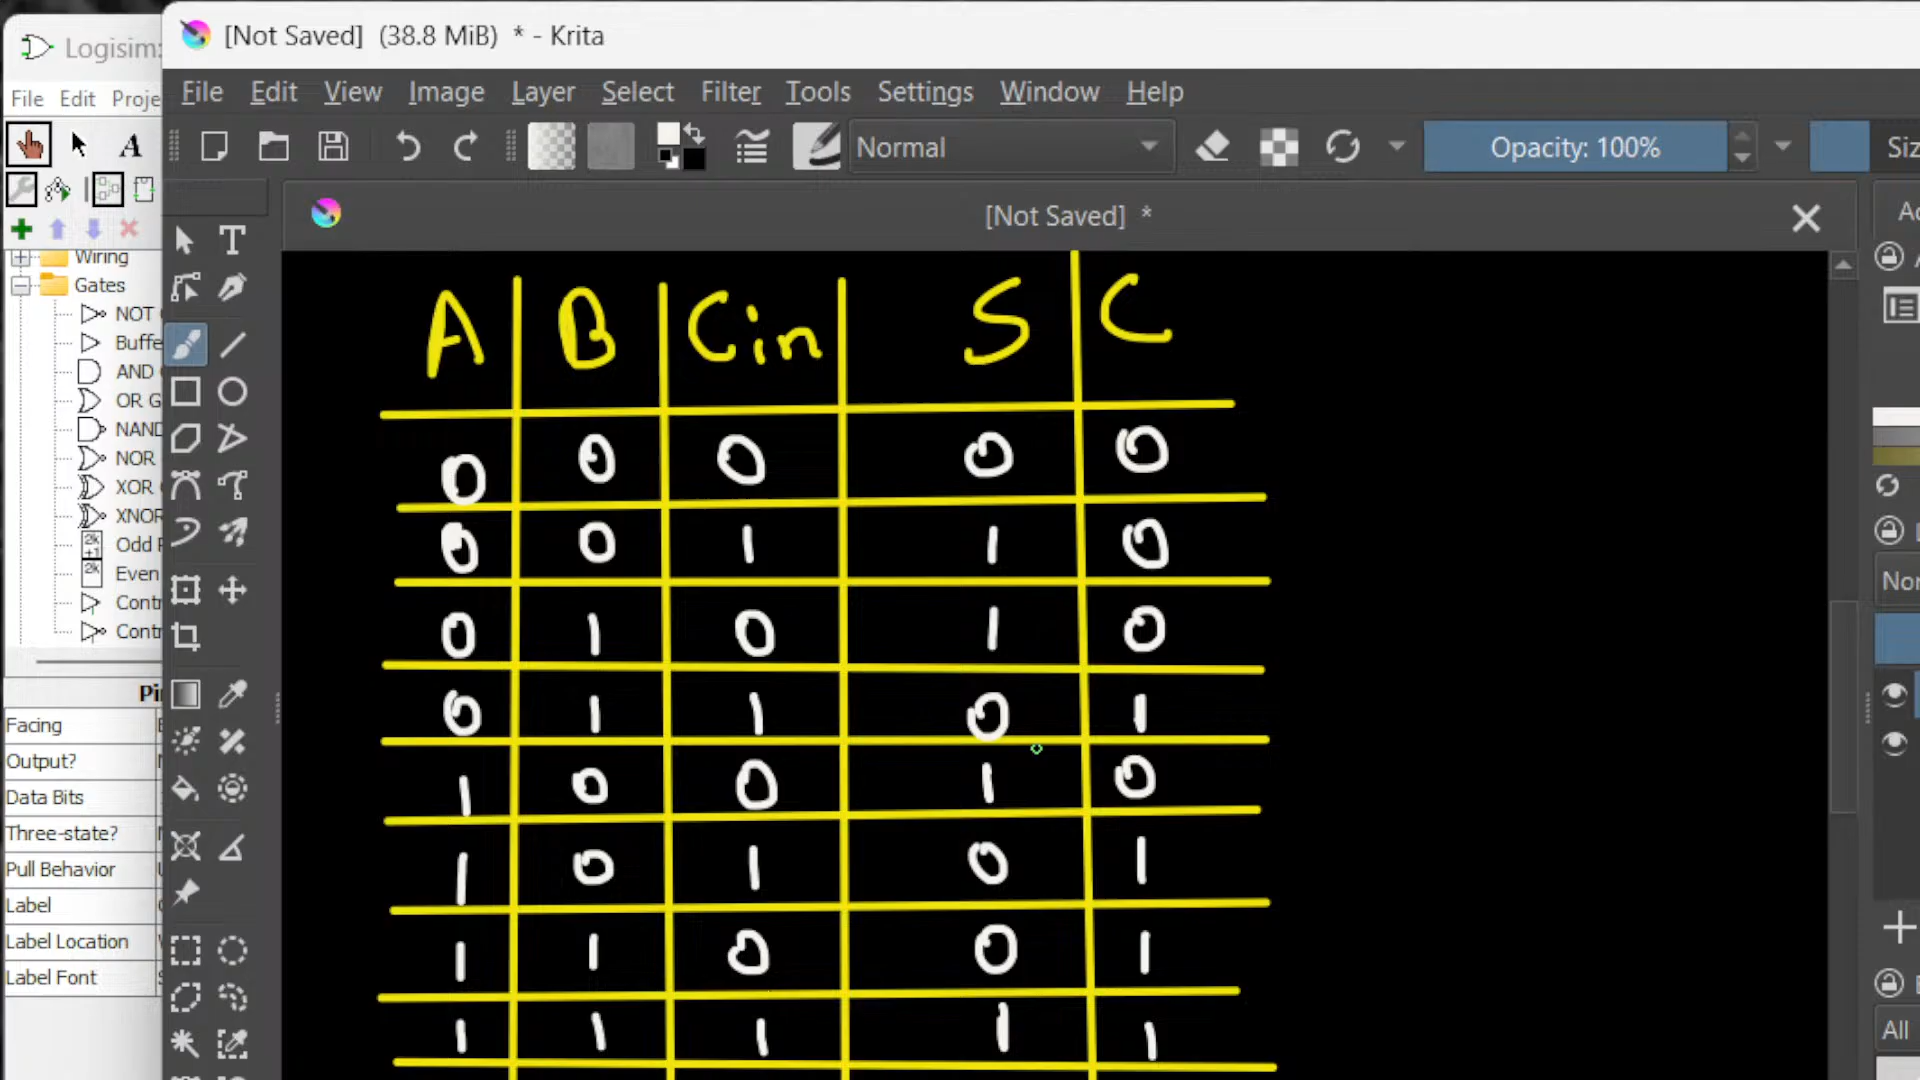 [Not Saved] (38.8 MiB) * - Krita
Logisim:
File Edit Proje
File Edit View Image Layer Select Filter Tools Settings Window Help
A
Normal
Opacity: 100%
Siz
[Not Saved] *
Wiring
Gates
NOT
Buffe
AND
OR G
NAND
NOR
XOR
XNOR
Odd
Even
Contr
Contr
Facing
Output?
Data Bits
Three-state?
Pull Behavior
Label
Label Location
Label Font
A B Cin S C
0 0 0 0 0
0 0 1 1 0
0 1 0 1 0
0 1 1 0 1
1 0 0 1 0
1 0 1 0 1
1 1 0 0 1
1 1 1 1 1
Nor
All